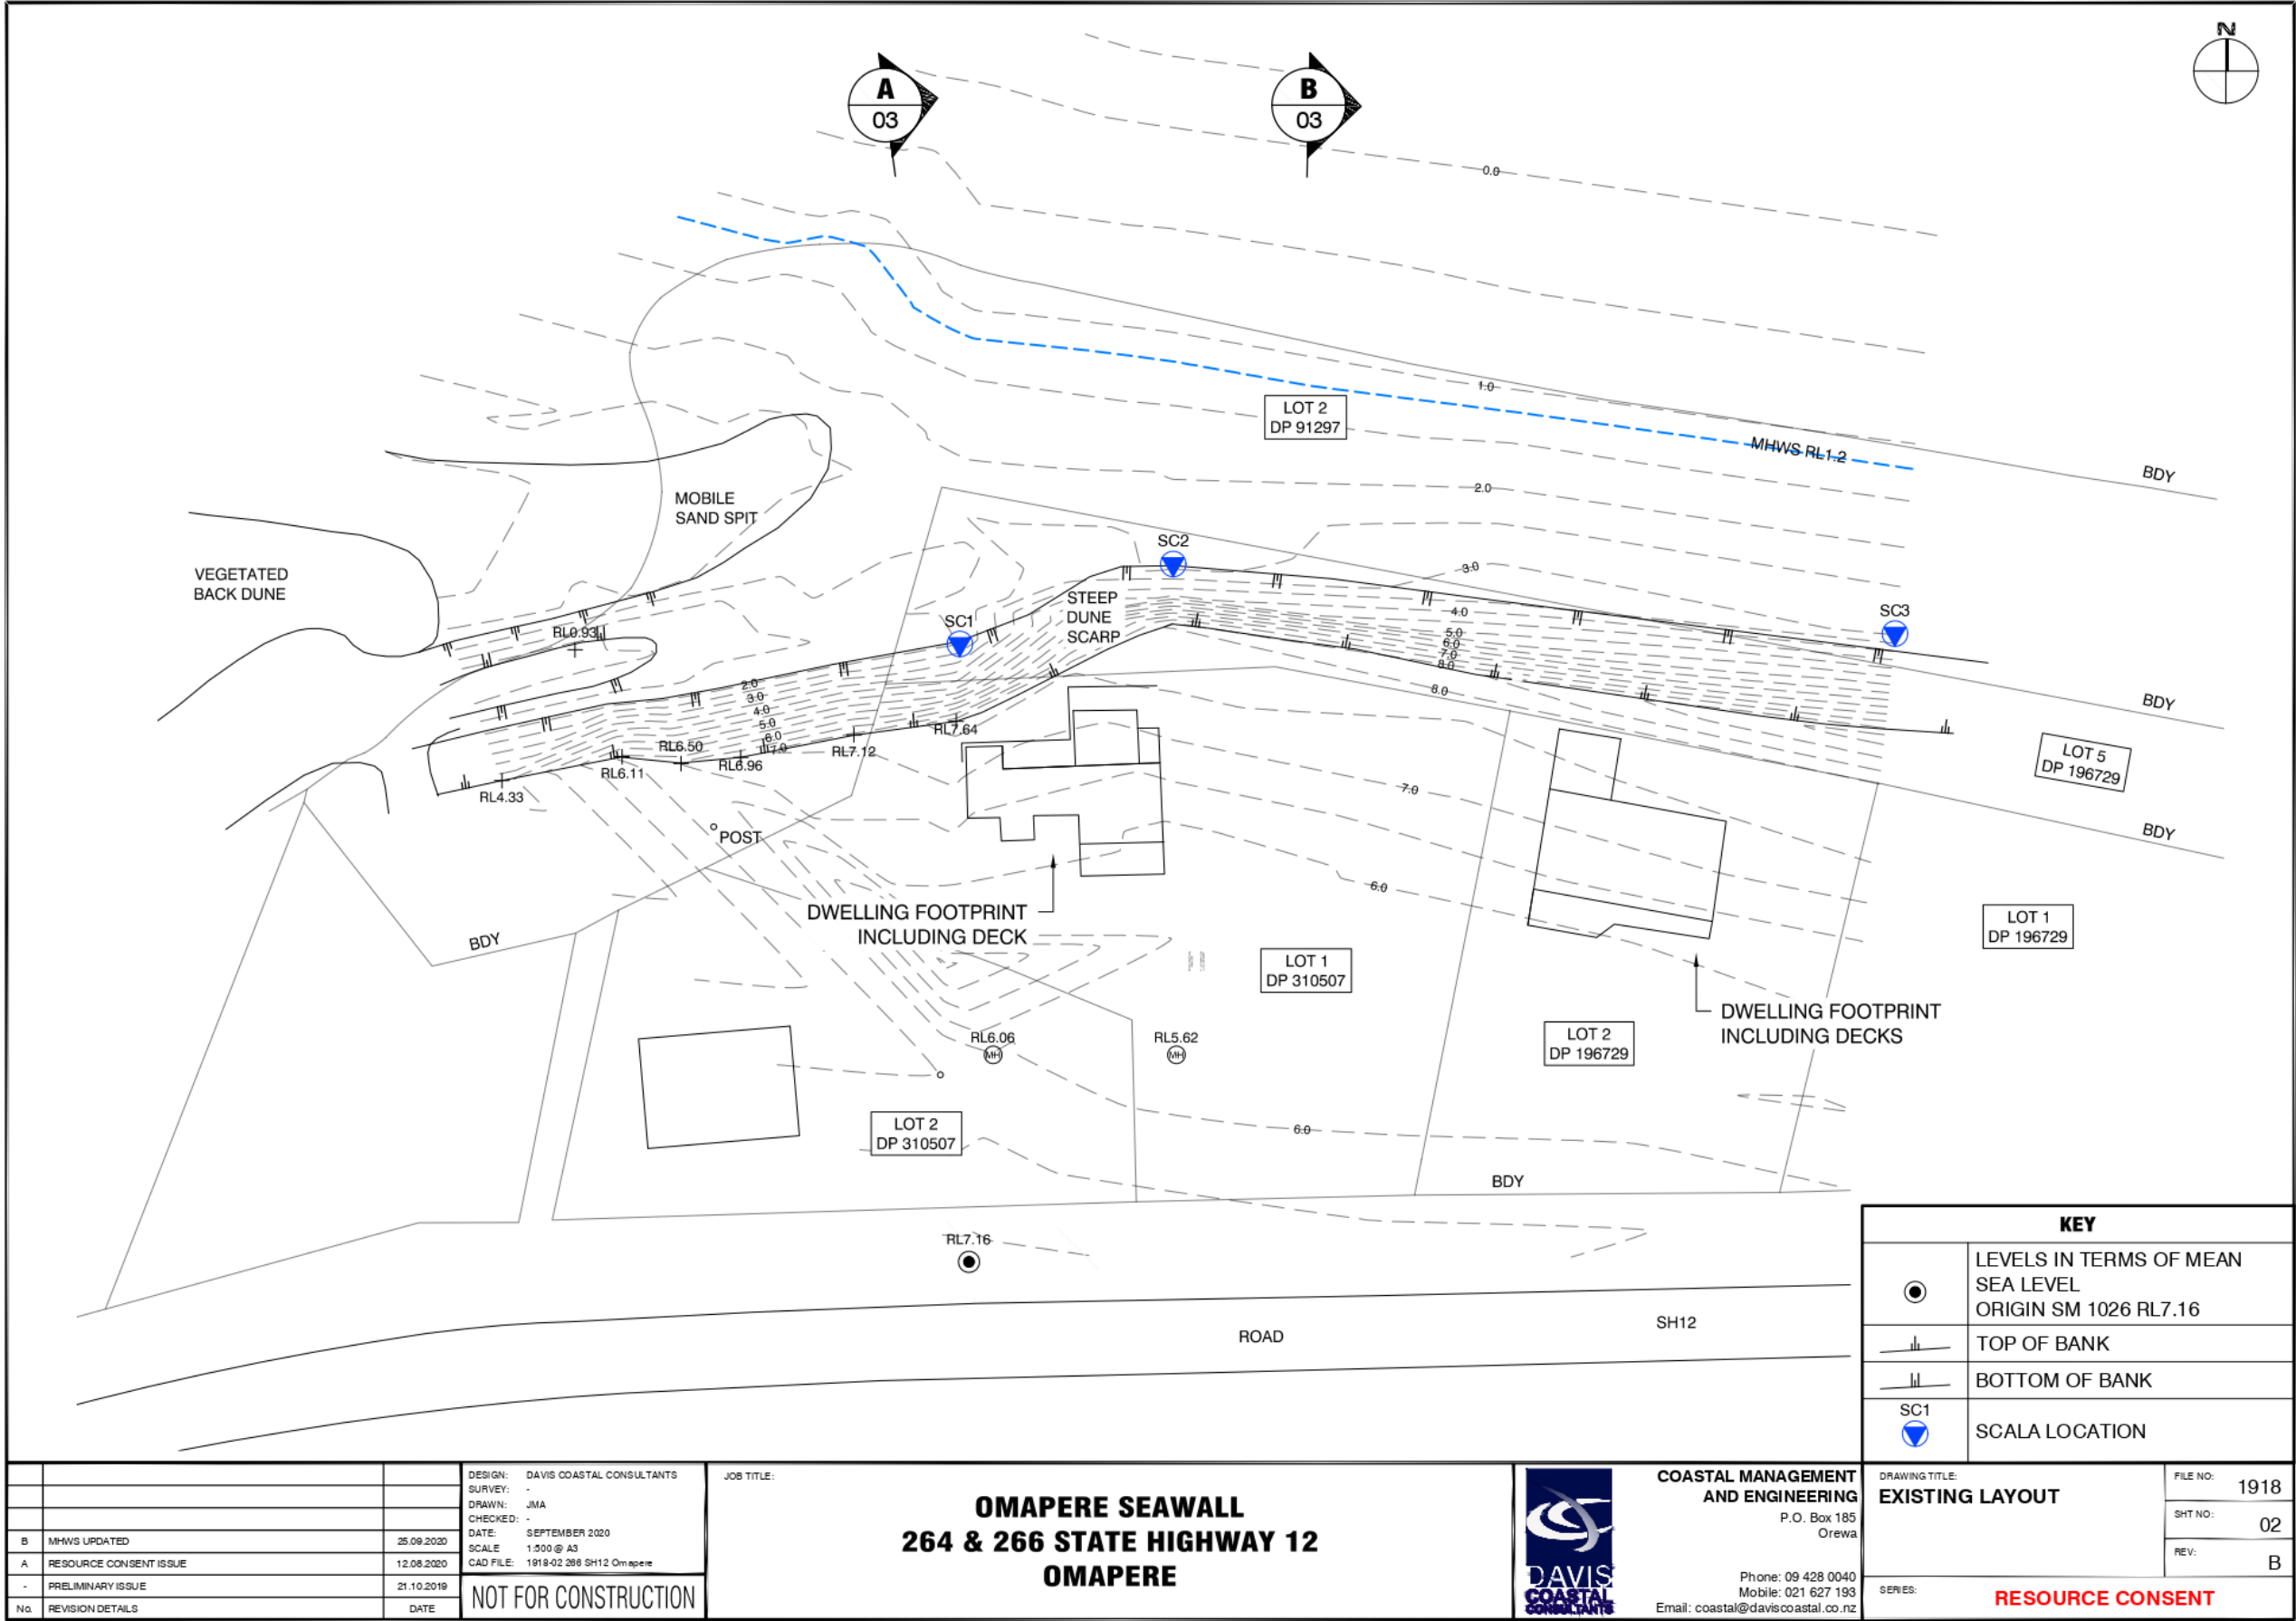 N
A
03
B
03
0.0
1.0
LOT 2
DP 91297
MHWS RL1.2
BDY
2.0
MOBILE
SAND SPIT
SC2
VEGETATED
BACK DUNE
3.0
STEEP
DUNE
SCARP
4.0
SC1
SC3
RL0.93
5.0
6.0
7.0
8.0
8.0
2.0
3.0
4.0
5.0
6.0
7.0
BDY
RL7.64
RL6.50
RL7.12
RL6.96
RL6.11
RL4.33
LOT 5
DP 196729
7.0
POST
BDY
6.0
DWELLING FOOTPRINT
INCLUDING DECK
BDY
LOT 1
DP 196729
LOT 1
DP 310507
DWELLING FOOTPRINT
INCLUDING DECKS
RL6.06
MH
RL5.62
MH
LOT 2
DP 196729
LOT 2
DP 310507
6.0
BDY
RL7.16
ROAD
SH12
KEY
LEVELS IN TERMS OF MEAN
SEA LEVEL
ORIGIN SM 1026 RL7.16
TOP OF BANK
BOTTOM OF BANK
SC1
SCALA LOCATION
B MHWS UPDATED 25.09.2020
A RESOURCE CONSENT ISSUE 12.08.2020
- PRELIMINARY ISSUE 21.10.2019
No. REVISION DETAILS DATE
DESIGN: DAVIS COASTAL CONSULTANTS
SURVEY: -
DRAWN: JMA
CHECKED: -
DATE: SEPTEMBER 2020
SCALE 1:500 @ A3
CAD FILE: 1918-02 266 SH12 Omapere
NOT FOR CONSTRUCTION
JOB TITLE:
OMAPERE SEAWALL
264 & 266 STATE HIGHWAY 12
OMAPERE
DAVIS
COASTAL
CONSULTANTS
COASTAL MANAGEMENT
AND ENGINEERING
P.O. Box 185
Orewa
Phone: 09 428 0040
Mobile: 021 627 193
Email: coastal@daviscoastal.co.nz
DRAWING TITLE:
EXISTING LAYOUT
FILE NO: 1918
SHT NO: 02
REV: B
SERIES: RESOURCE CONSENT